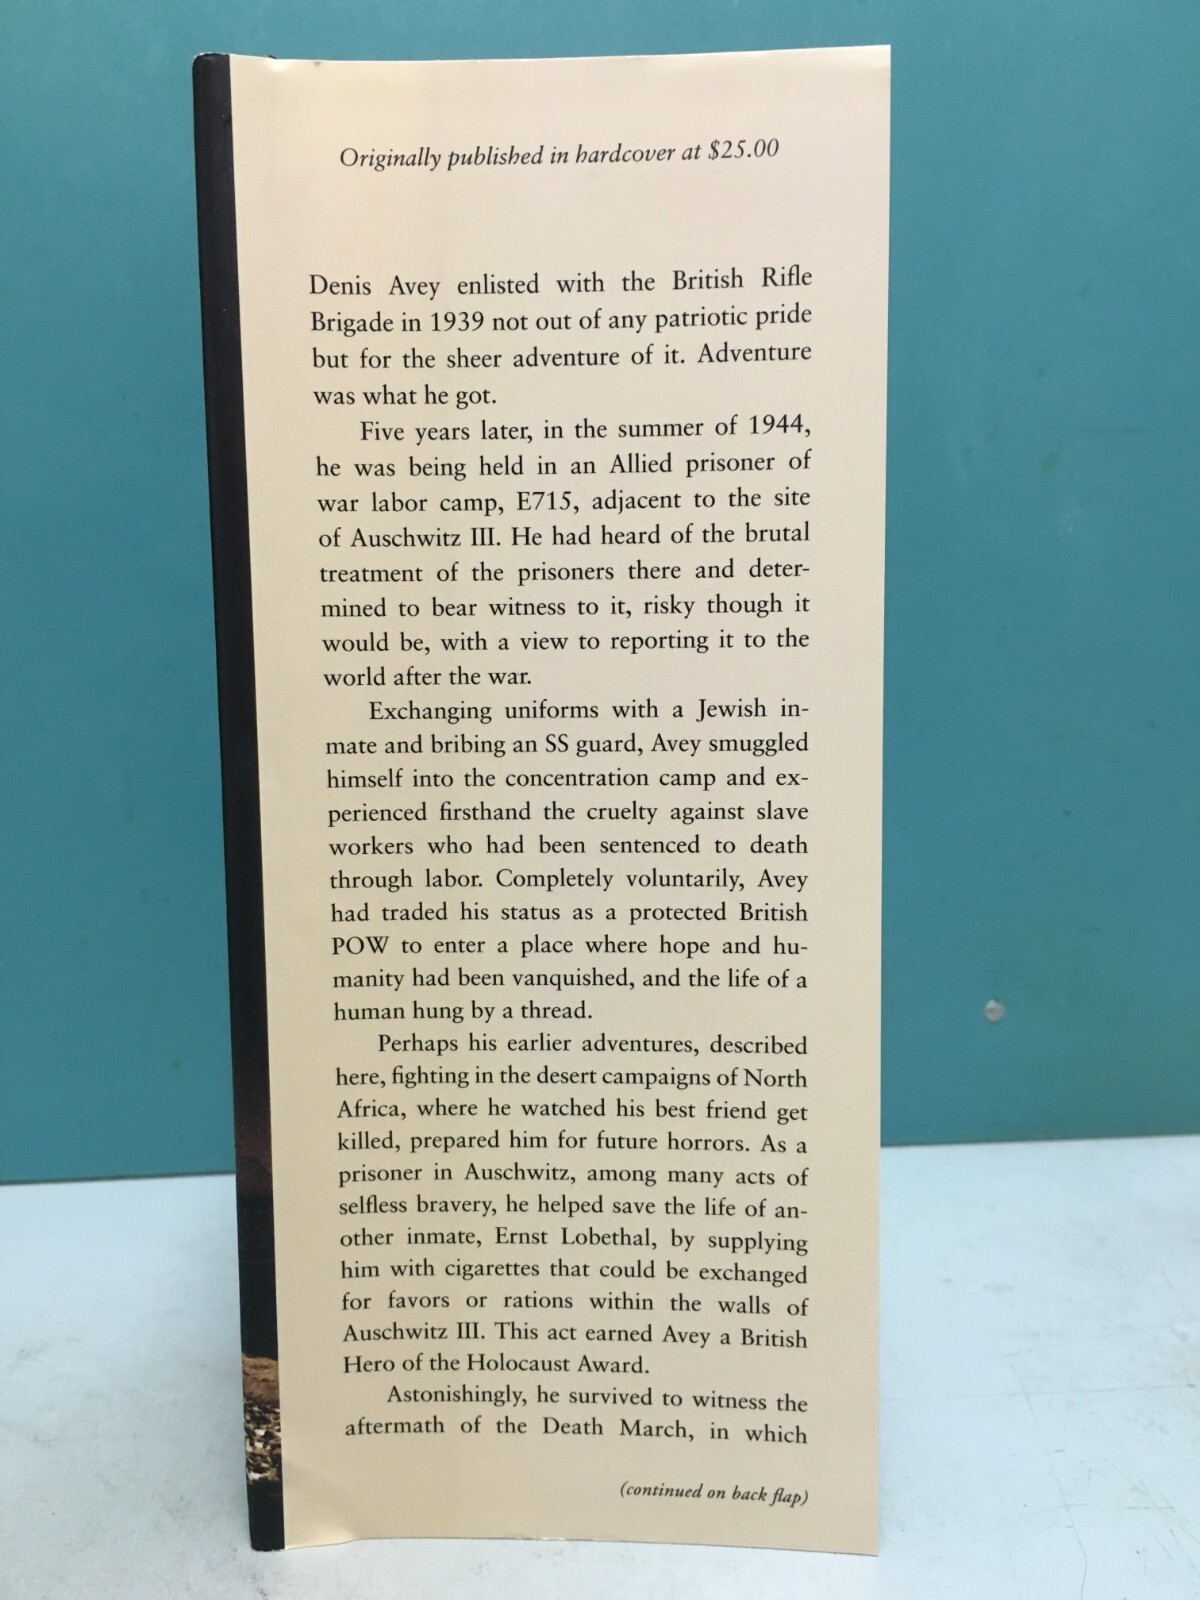 Originally published in hardcover at $25.00
Denis Avey enlisted with the British Rifle
Brigade in 1939 not out of any patriotic pride
but for the sheer adventure of it. Adventure
was what he got.
Five years later, in the summer of 1944,
he was being held in an Allied prisoner of
war labor camp, E715, adjacent to the site
of Auschwitz III. He had heard of the brutal
treatment of the prisoners there and deter-
mined to bear witness to it, risky though it
would be, with a view to reporting it to the
world after the war.
Exchanging uniforms with a Jewish in-
mate and bribing an SS guard, Avey smuggled
himself into the concentration camp and ex-
perienced firsthand the cruelty against slave
workers who had been sentenced to death
through labor. Completely voluntarily, Avey
had traded his status as a protected British
POW to enter a place where hope and hu-
manity had been vanquished, and the life of a
human hung by a thread.
Perhaps his earlier adventures, described
here, fighting in the desert campaigns of North
Africa, where he watched his best friend get
killed, prepared him for future horrors. As a
prisoner in Auschwitz, among many acts of
selfless bravery, he helped save the life of an-
other inmate, Ernst Lobethal, by supplying
him with cigarettes that could be exchanged
for favors or rations within the walls of
Auschwitz III. This act earned Avey a British
Hero of the Holocaust Award.
Astonishingly, he survived to witness the
aftermath of the Death March, in which
(continued on back flap)